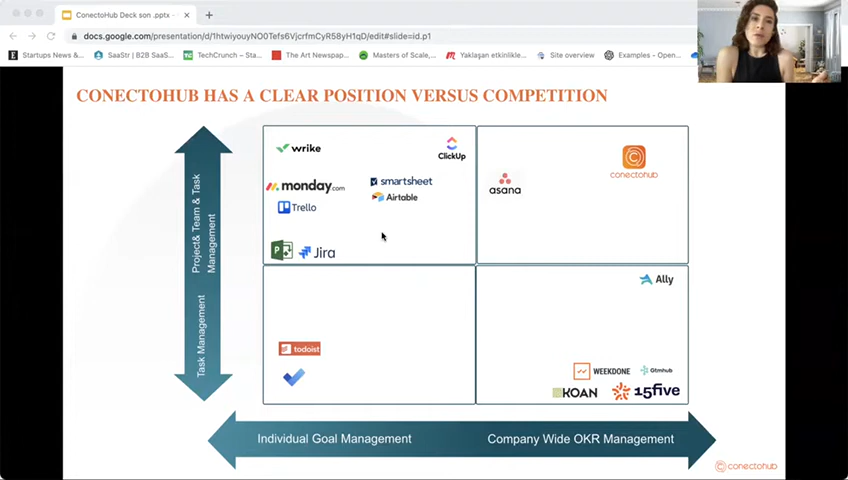 ConectoHub Deck son .pptx -
docs.google.com/presentation/d/1htwiyouyNO0Tefs6VjcrfmCyR58yH1qD/edit#slide=id.p1
Startups News &... SaaStr | B2B SaaS... TechCrunch – Sta... The Art Newspap... Masters of Scale,... Yaklaşan etkinlikle... Site overview Examples - Open...
CONECTOHUB HAS A CLEAR POSITION VERSUS COMPETITION
Project& Team & Task
Management
Task Management
wrike
ClickUp
monday.com
smartsheet
Airtable
Trello
Jira
asana
conectohub
todoist
Ally
WEEKDONE
Gtmhub
KOAN
15five
Individual Goal Management
Company Wide OKR Management
conectohub